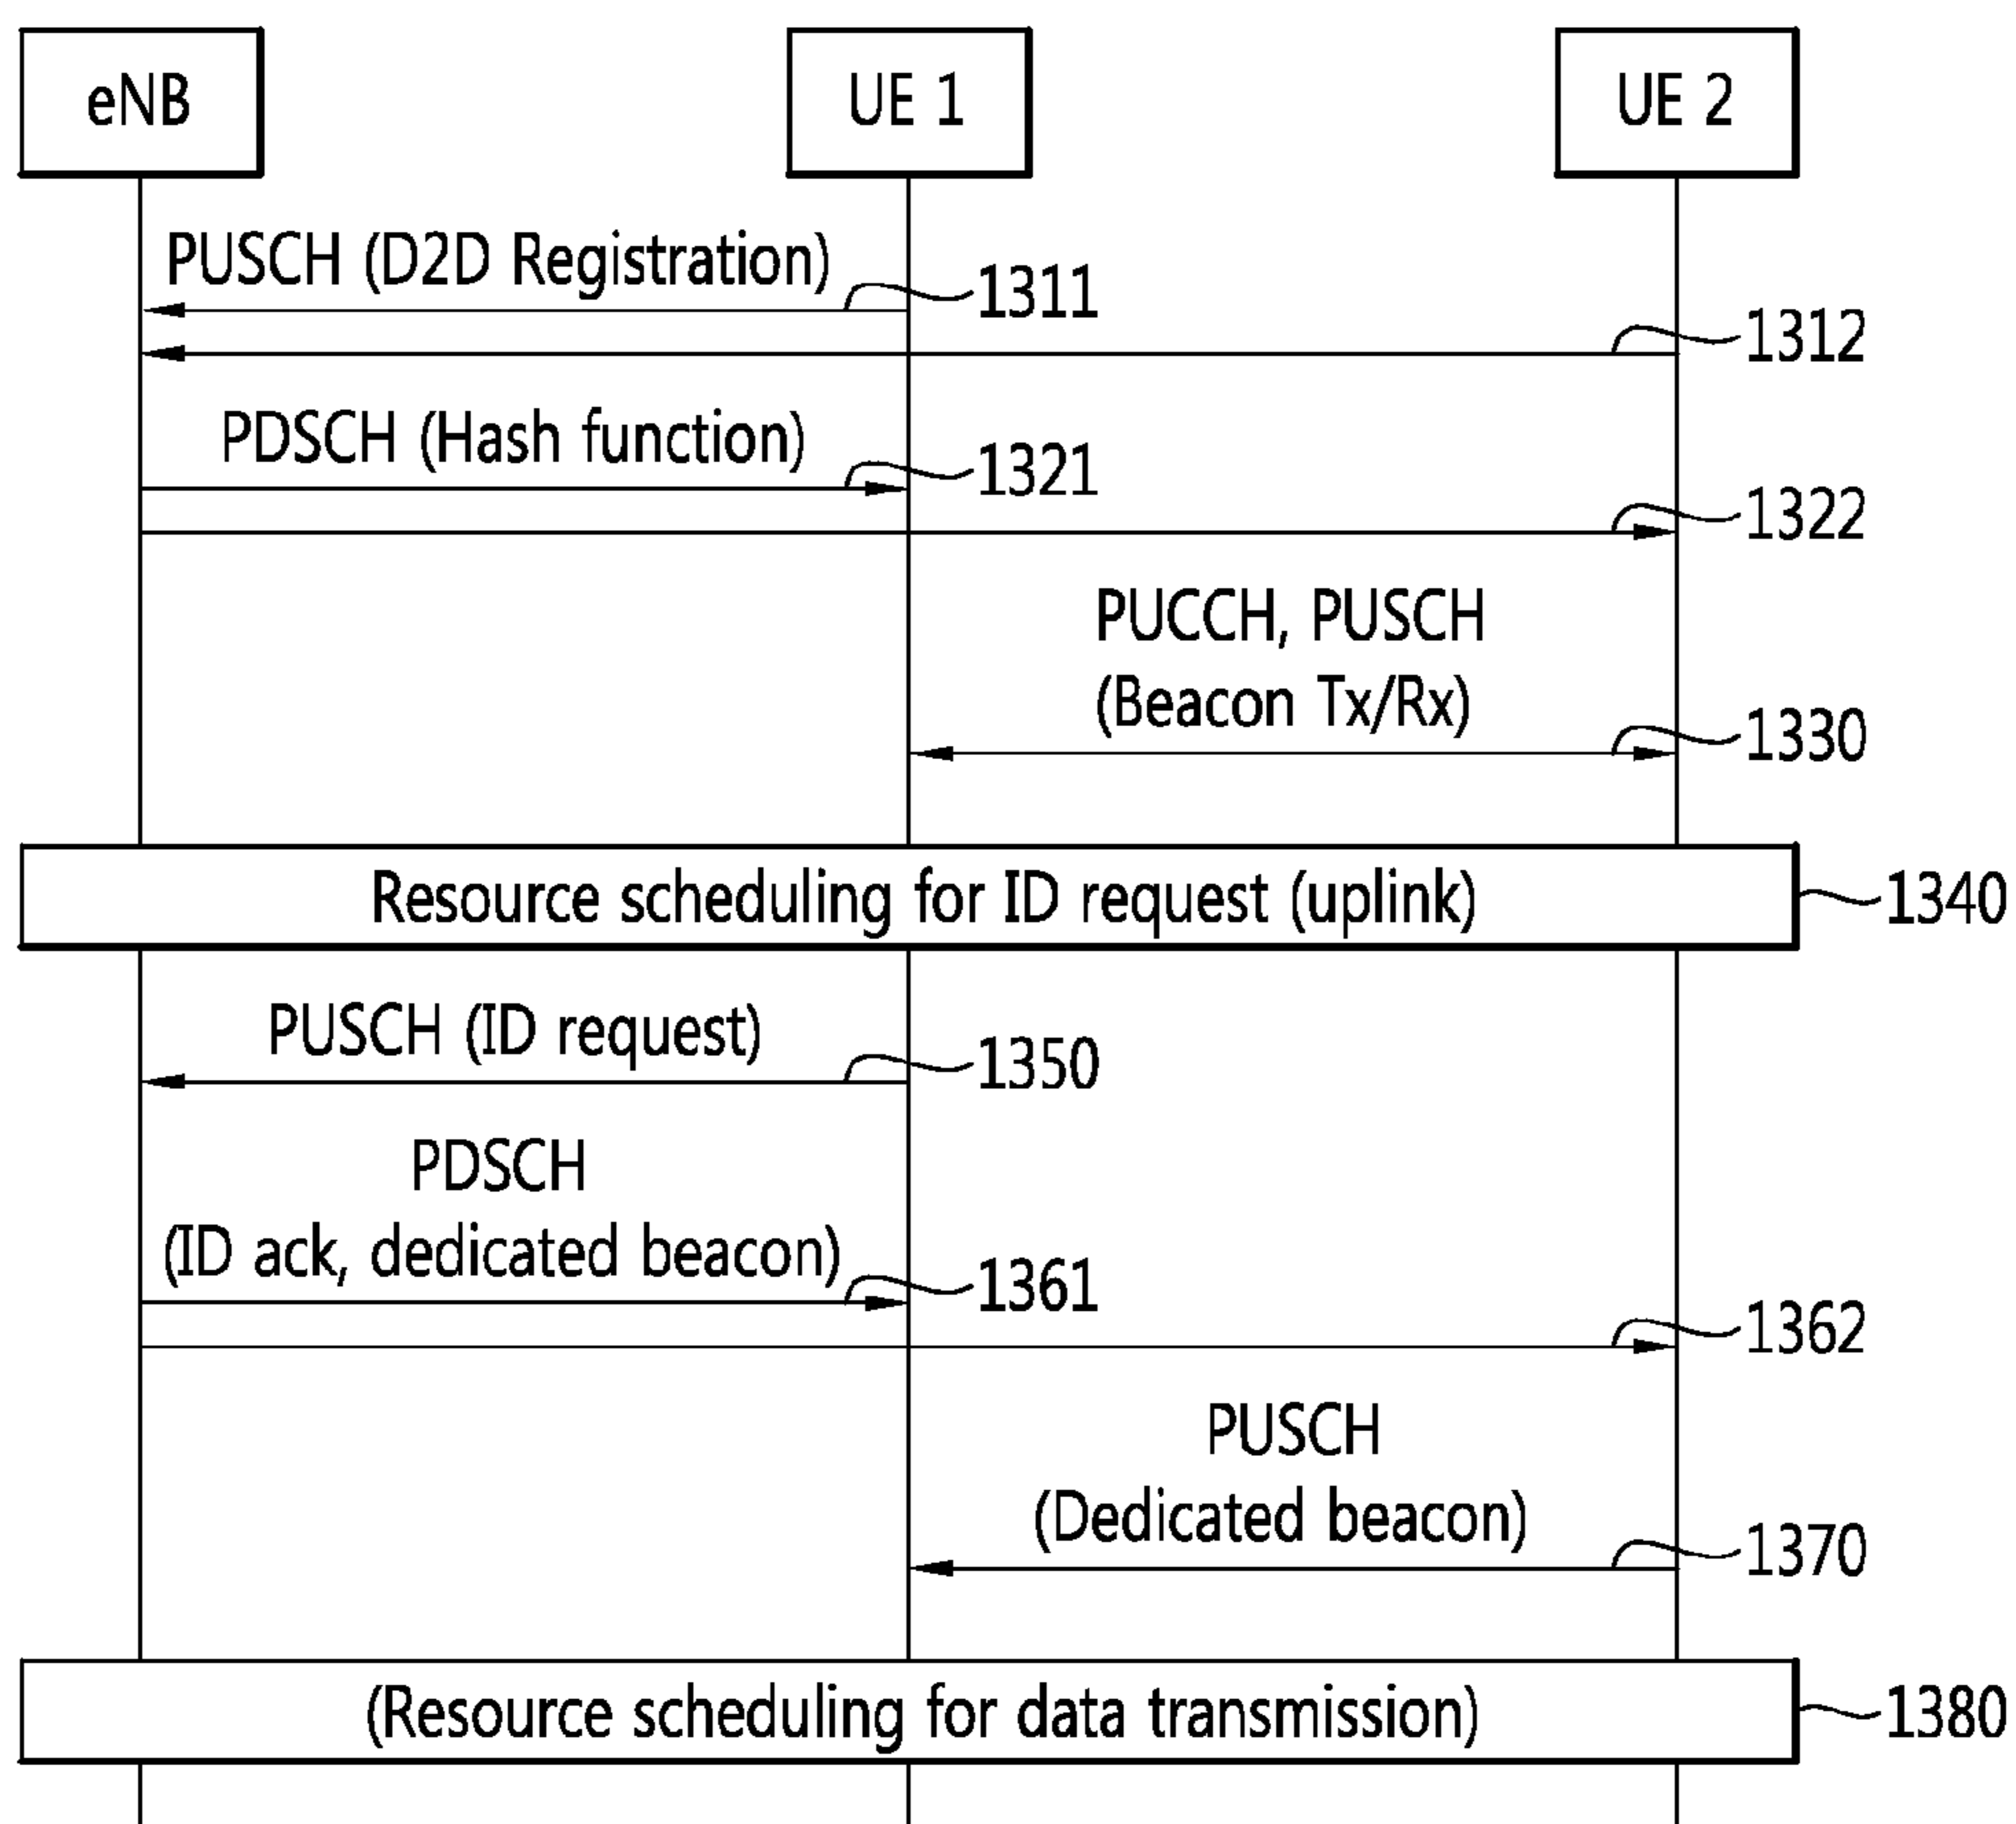 eNB
UE 1
UE 2
PUSCH (D2D Registration)
1311
1312
PDSCH (Hash function)
1321
1322
PUCCH, PUSCH
(Beacon Tx/Rx)
1330
Resource scheduling for ID request (uplink)
1340
PUSCH (ID request)
1350
PDSCH
(ID ack, dedicated beacon)
1361
1362
PUSCH
(Dedicated beacon)
1370
(Resource scheduling for data transmission)
1380